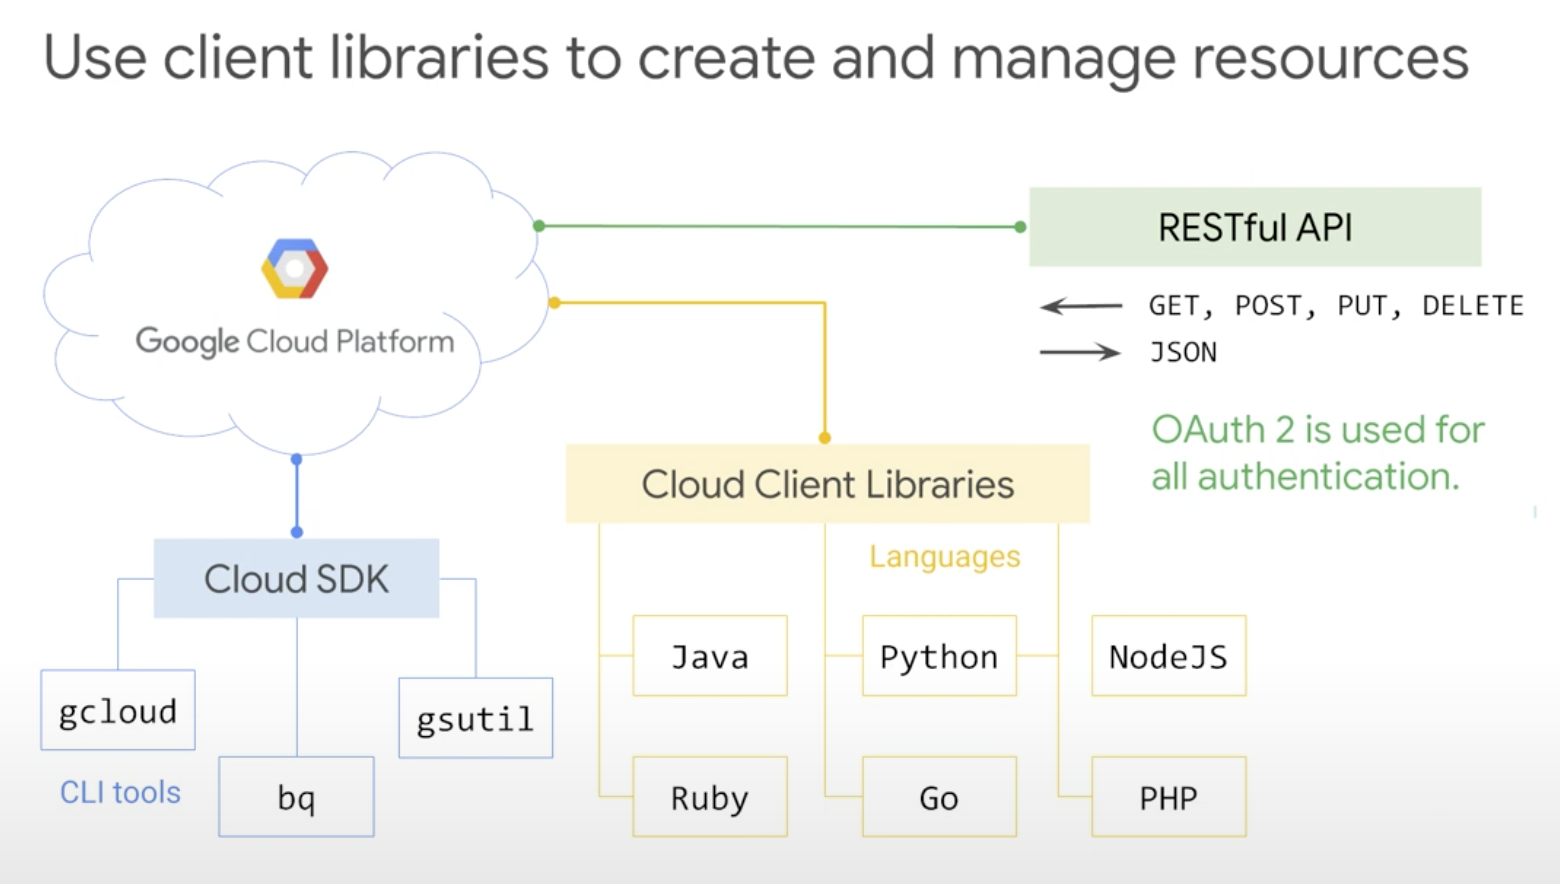 Use client libraries to create and manage resources
Google Cloud Platform
RESTful API
GET, POST, PUT, DELETE
JSON
OAuth 2 is used for
all authentication.
Cloud Client Libraries
Languages
Java
Python
NodeJS
Ruby
Go
PHP
Cloud SDK
gcloud
gsutil
CLI tools
bq